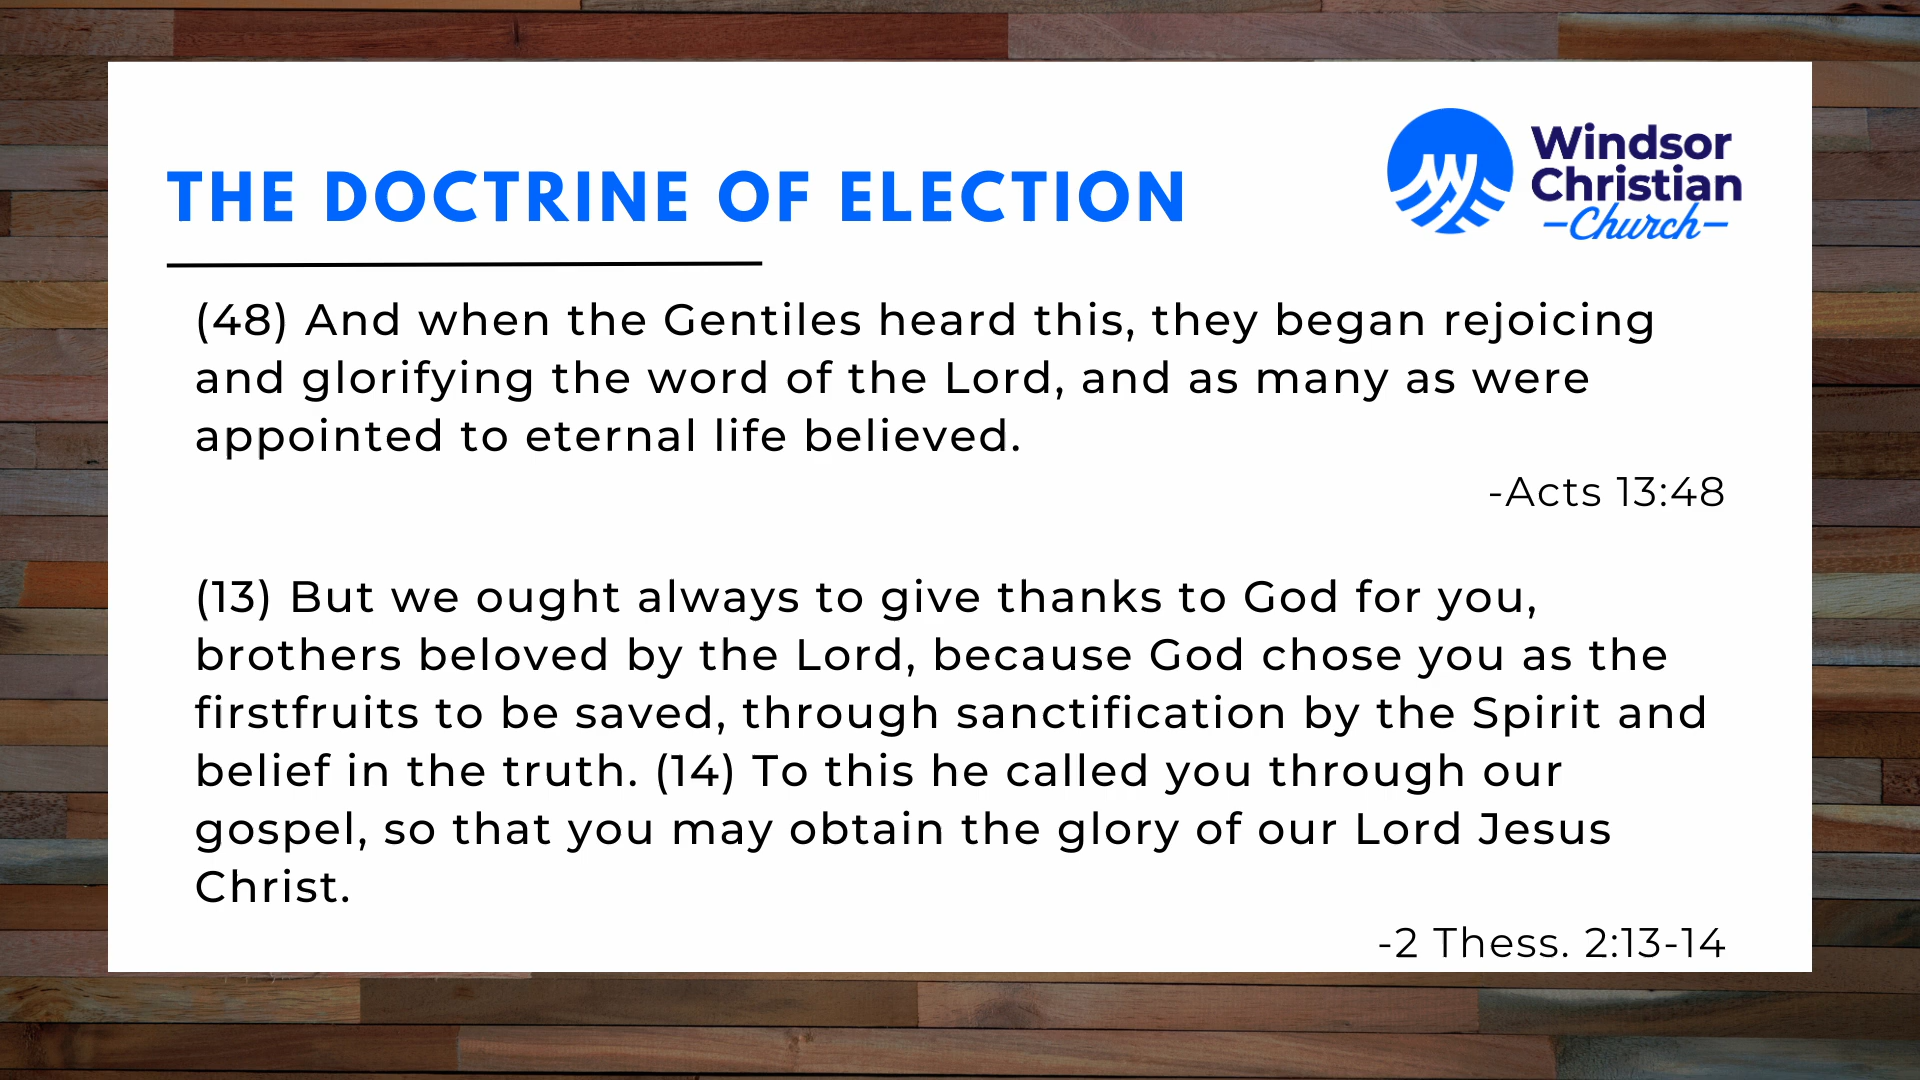 THE DOCTRINE OF ELECTION
Windsor
Christian
-Church-
(48) And when the Gentiles heard this, they began rejoicing
and glorifying the word of the Lord, and as many as were
appointed to eternal life believed.
-Acts 13:48
(13) But we ought always to give thanks to God for you,
brothers beloved by the Lord, because God chose you as the
firstfruits to be saved, through sanctification by the Spirit and
belief in the truth. (14) To this he called you through our
gospel, so that you may obtain the glory of our Lord Jesus
Christ.
-2 Thess. 2:13-14